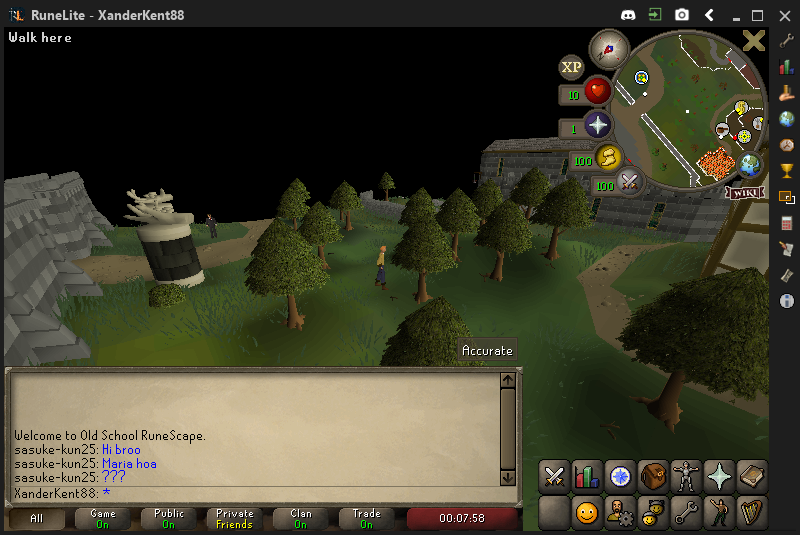 RuneLite - XanderKent88
Walk here
XP
10
1
100
100
WIKI
Accurate
Welcome to Old School RuneScape.
sasuke-kun25: Hi broo
sasuke-kun25: Maria hoa
sasuke-kun25: ???
XanderKent88: *
All
Game
On
Public
On
Private
Friends
Clan
On
Trade
On
00:07:58